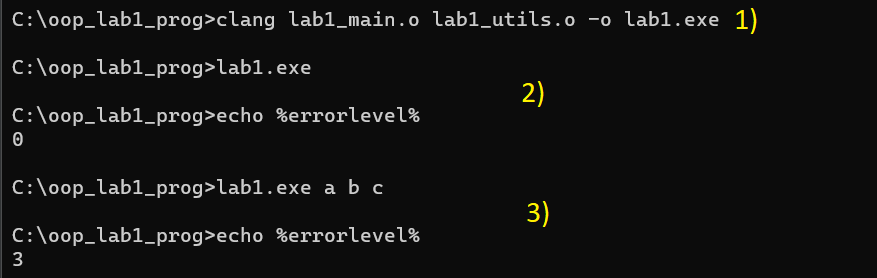 C:\oop_lab1_prog>clang lab1_main.o lab1_utils.o -o lab1.exe 1)
C:\oop_lab1_prog>lab1.exe
2)
C:\oop_lab1_prog>echo %errorlevel%
0
C:\oop_lab1_prog>lab1.exe a b c
3)
C:\oop_lab1_prog>echo %errorlevel%
3